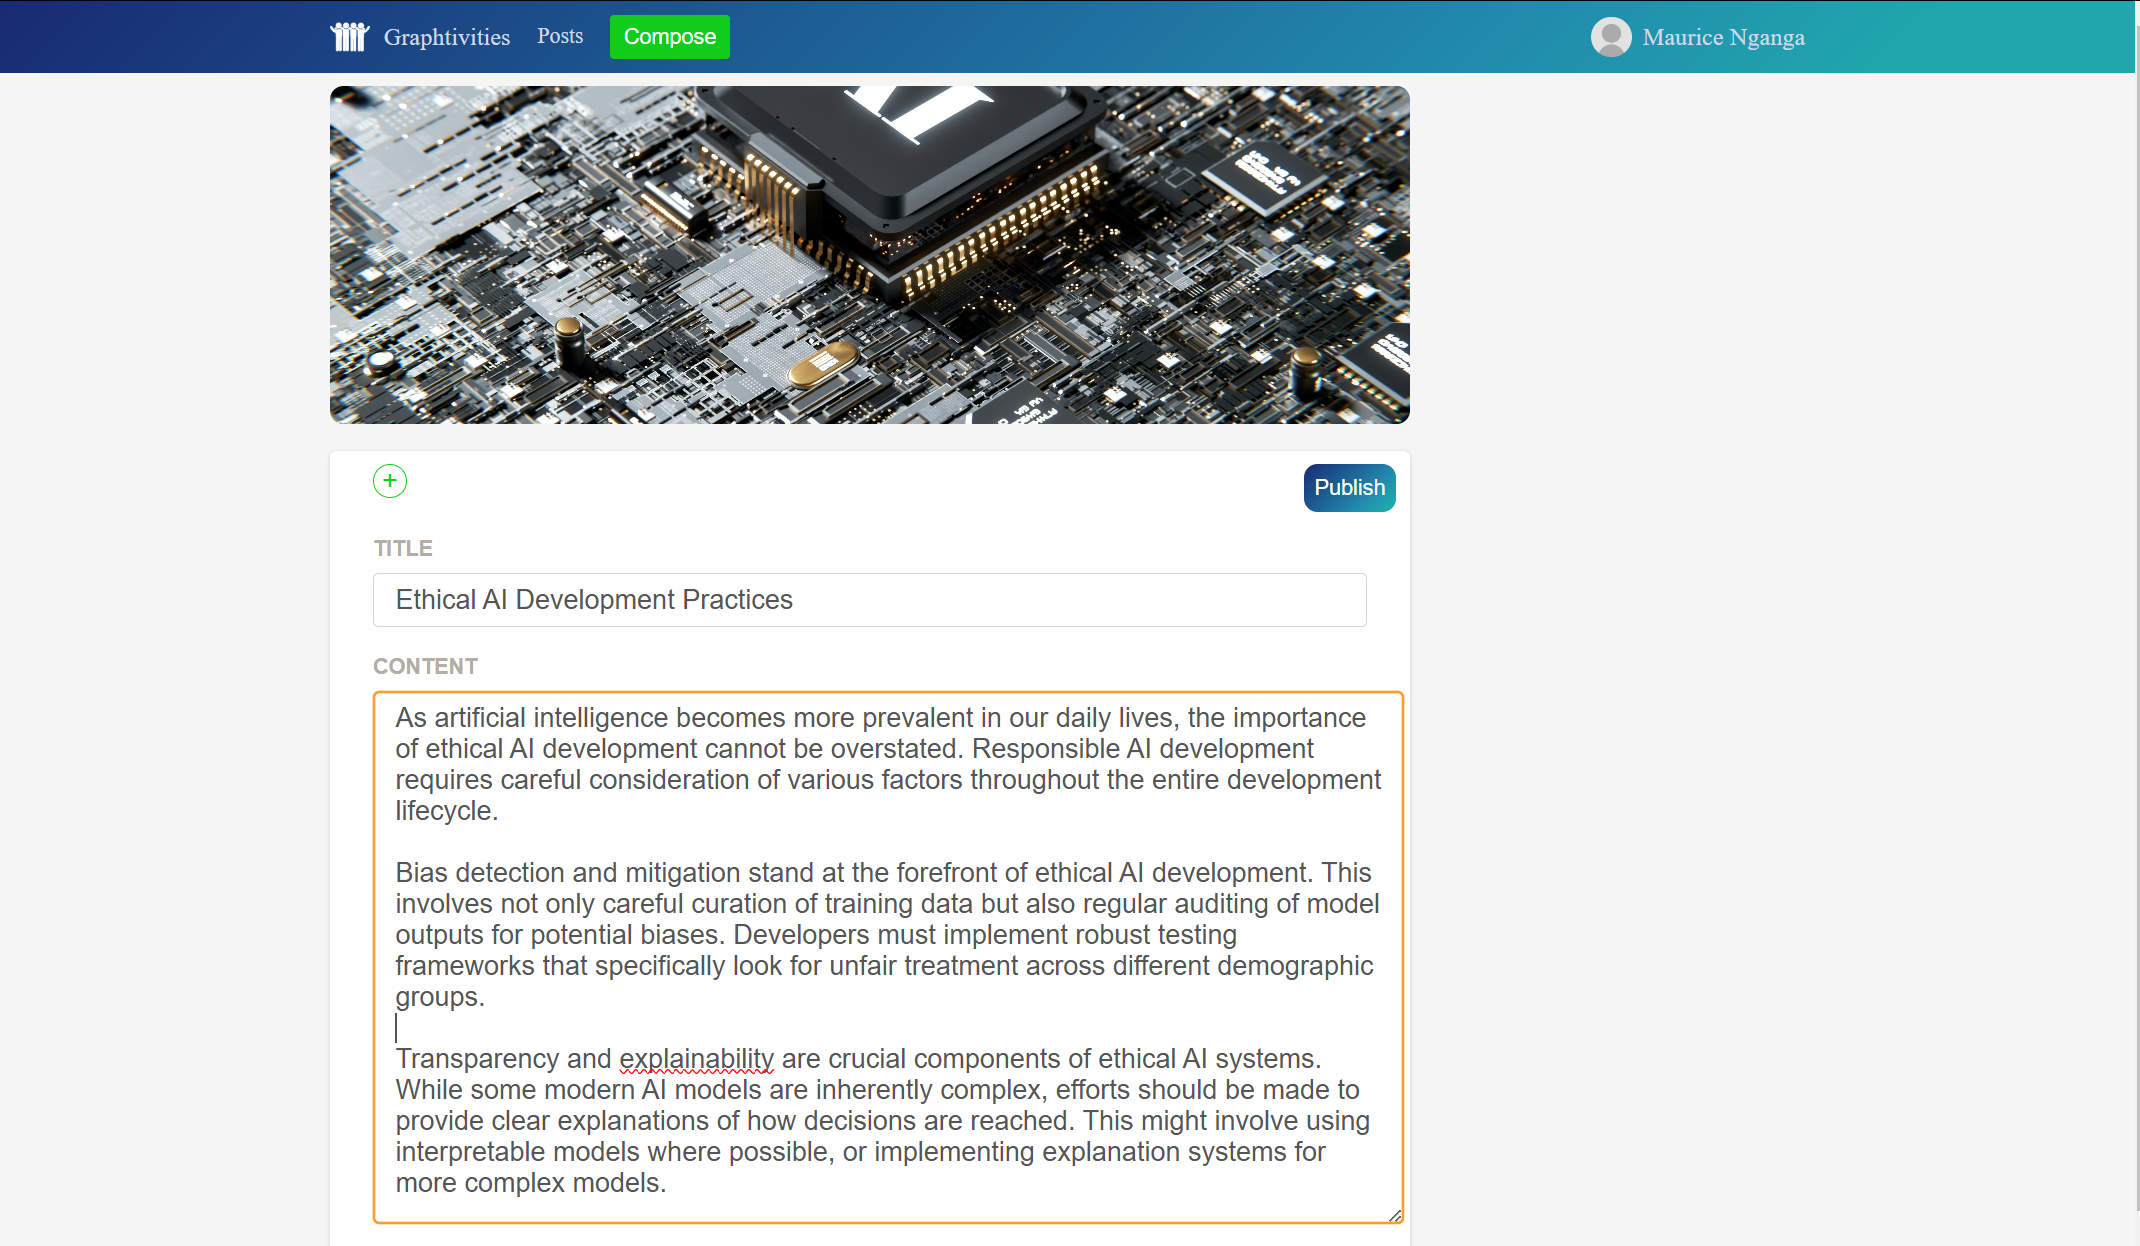 Graphtivities Posts Compose Maurice Nganga
Publish
TITLE
Ethical AI Development Practices
CONTENT
As artificial intelligence becomes more prevalent in our daily lives, the importance
of ethical AI development cannot be overstated. Responsible AI development
requires careful consideration of various factors throughout the entire development
lifecycle.
Bias detection and mitigation stand at the forefront of ethical AI development. This
involves not only careful curation of training data but also regular auditing of model
outputs for potential biases. Developers must implement robust testing
frameworks that specifically look for unfair treatment across different demographic
groups.
Transparency and explainability are crucial components of ethical AI systems.
While some modern AI models are inherently complex, efforts should be made to
provide clear explanations of how decisions are reached. This might involve using
interpretable models where possible, or implementing explanation systems for
more complex models.